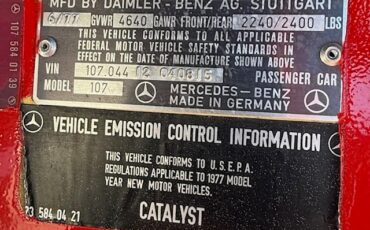 MFD BY DAIMLER - BENZ AG. STUTTGART
6/77 GVWR 4640 GAWR FRONT/REAR 2240/2400 LBS
THIS VEHICLE CONFORMS TO ALL APPLICABLE
FEDERAL MOTOR VEHICLE SAFETY STANDARDS IN
EFFECT ON THE DATE OF MANUFACTURE SHOWN ABOVE
VIN 107.044 12 040815 PASSENGER CAR
MODEL 107 MERCEDES-BENZ
MADE IN GERMANY
107 584 01 39
VEHICLE EMISSION CONTROL INFORMATION
THIS VEHICLE CONFORMS TO U.S.E.P.A.
REGULATIONS APPLICABLE TO 1977 MODEL
YEAR NEW MOTOR VEHICLES.
CATALYST
23 584 04 21